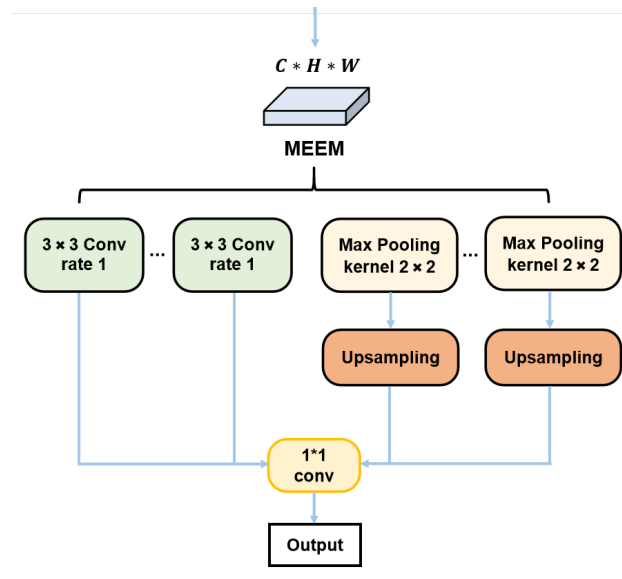 C * H * W
MEEM
3 × 3 Conv
rate 1
...
3 × 3 Conv
rate 1
Max Pooling
kernel 2 × 2
...
Max Pooling
kernel 2 × 2
Upsampling
Upsampling
1*1
conv
Output